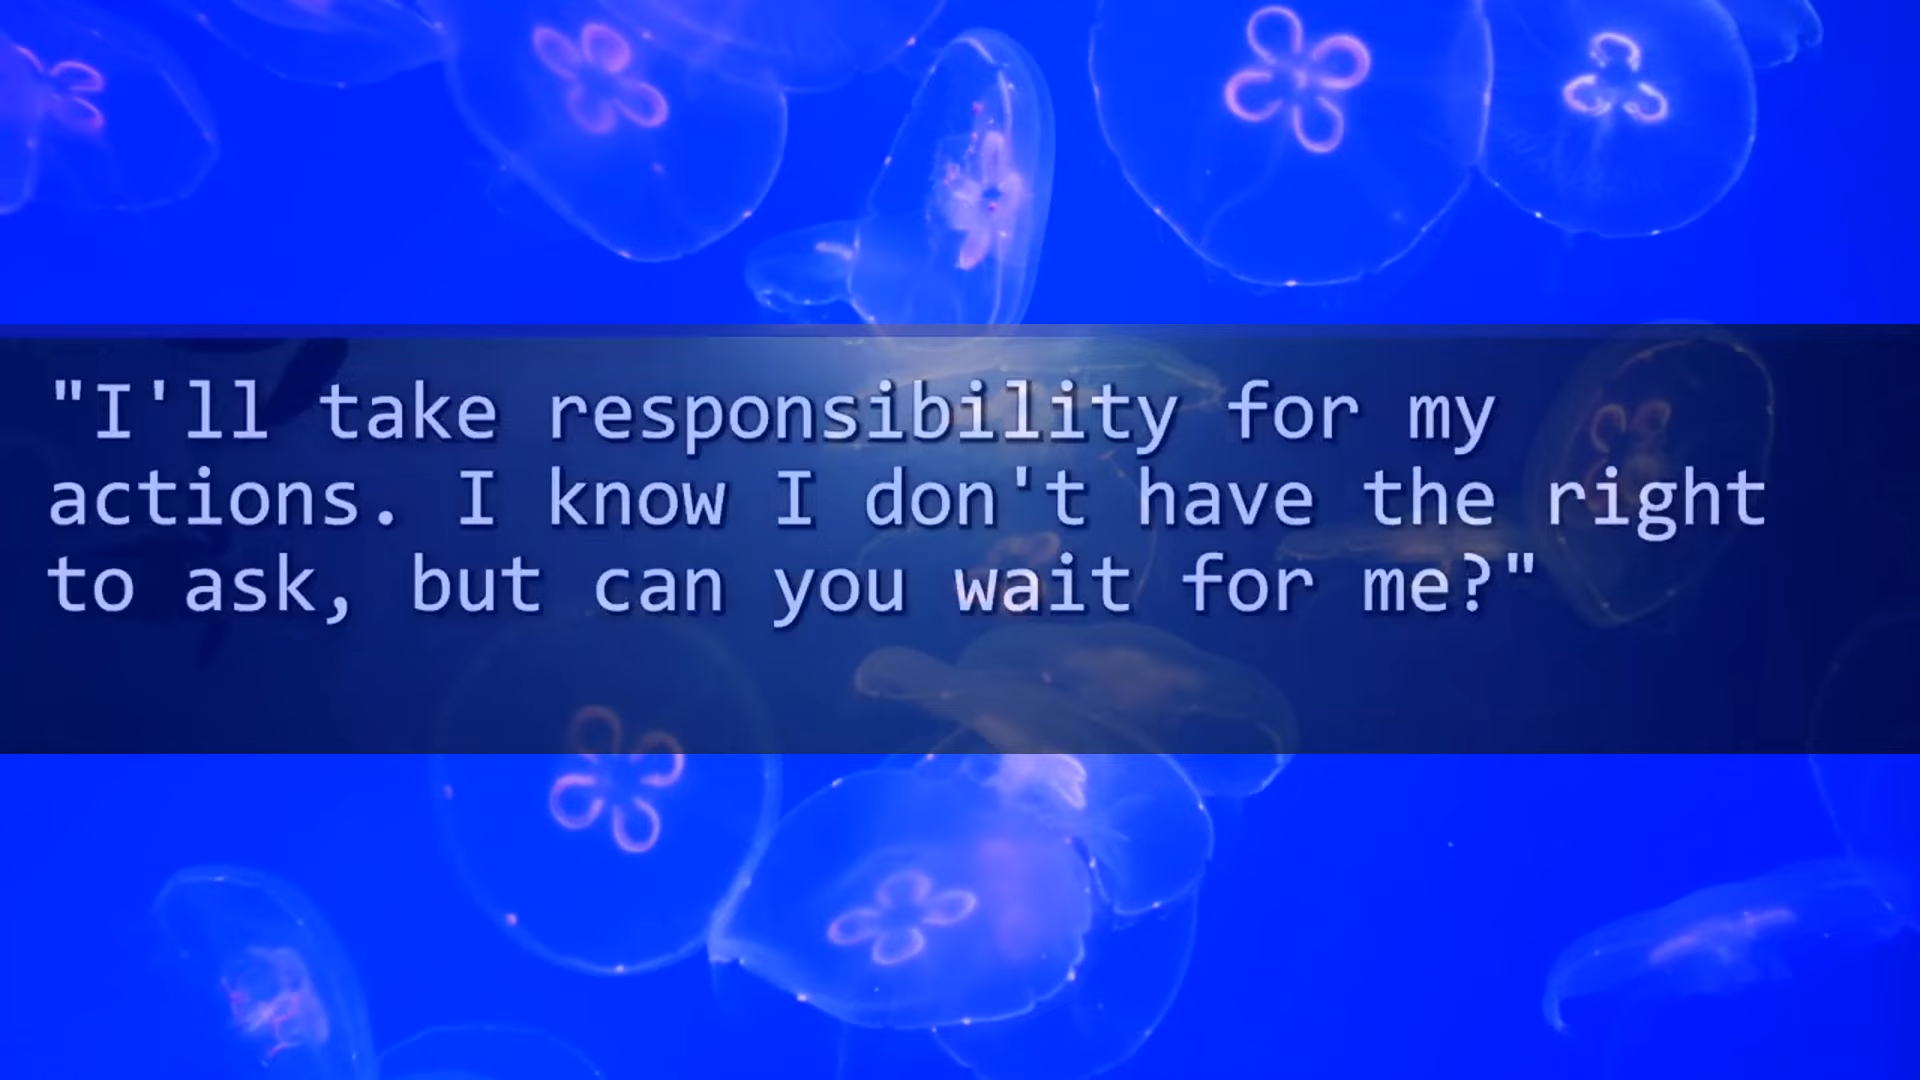 "I'll take responsibility for my
actions. I know I don't have the right
to ask, but can you wait for me?"